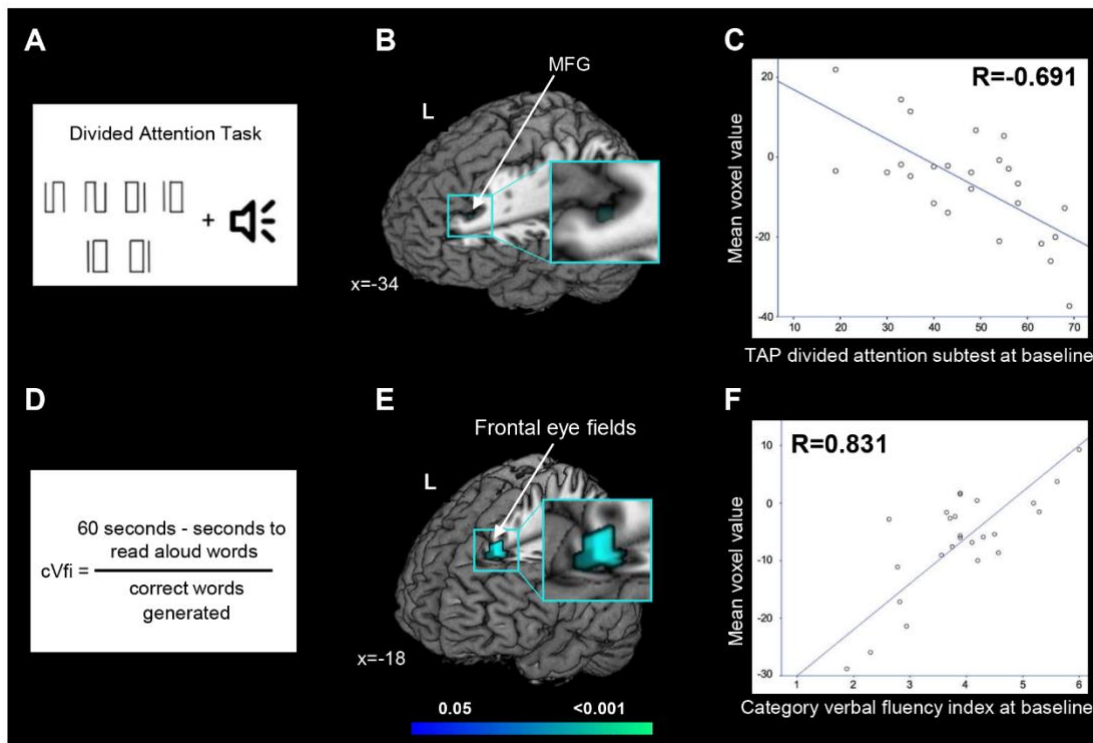 A
Divided Attention Task
+
B
MFG
L
x=-34
C
R=-0.691
Mean voxel value
20
0
-20
-40
10 20 30 40 50 60 70
TAP divided attention subtest at baseline
D
60 seconds - seconds to
read aloud words
cVfi =
correct words
generated
E
Frontal eye fields
L
x=-18
0.05 <0.001
F
R=0.831
Mean voxel value
10
0
-10
-20
-30
1 2 3 4 5 6
Category verbal fluency index at baseline